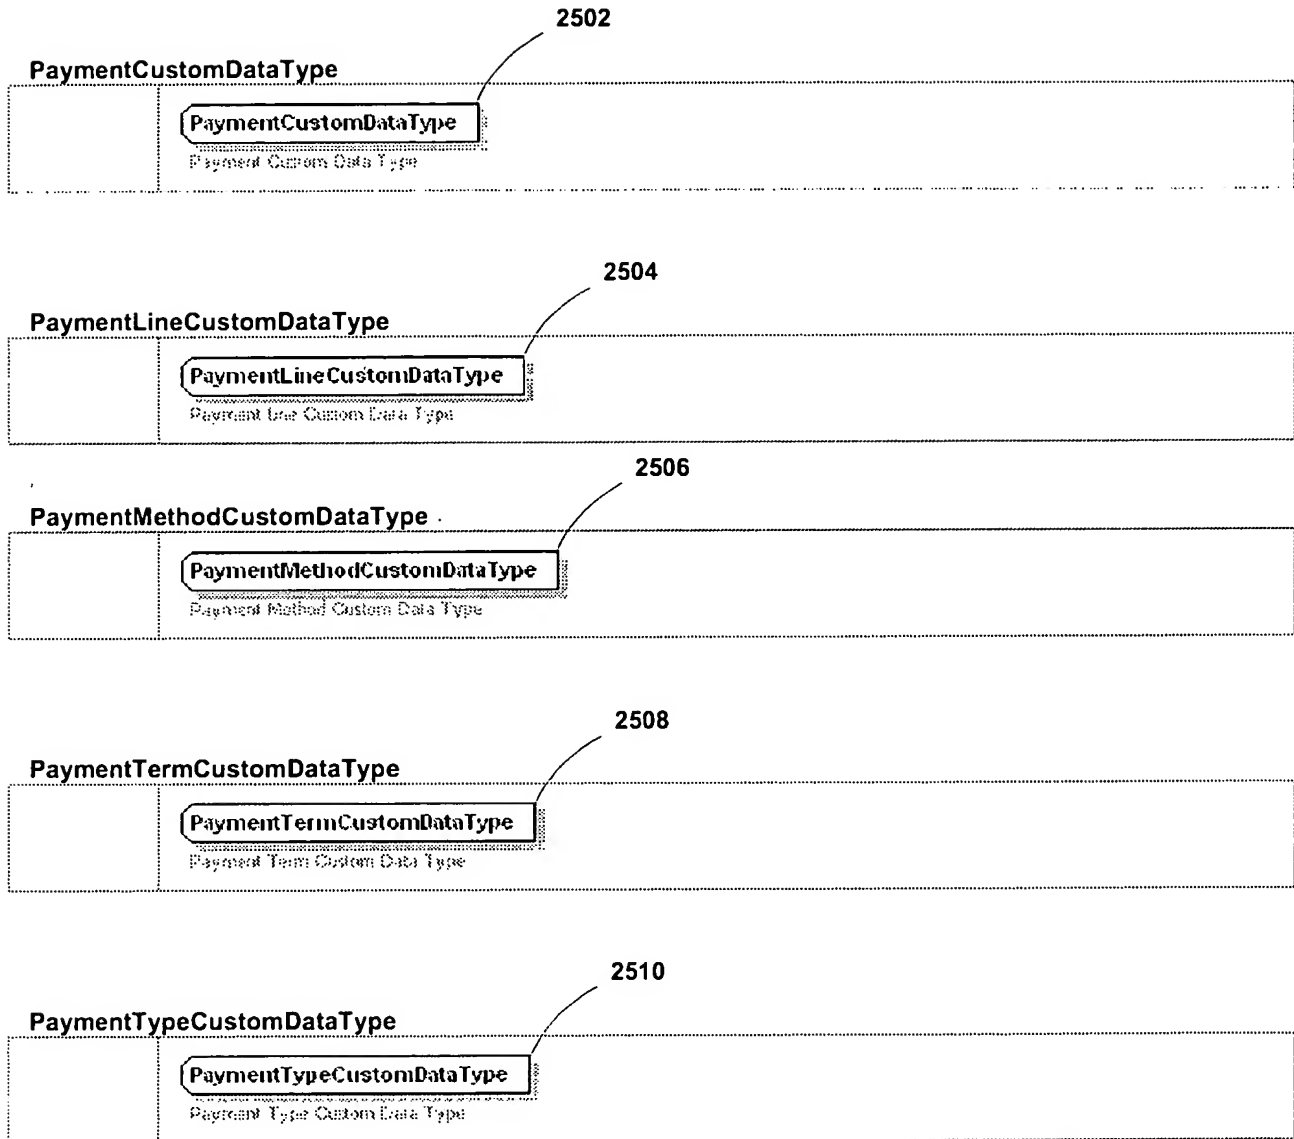 2502
PaymentCustomDataType
PaymentCustomDataType
Payment Custom Data Type
2504
PaymentLineCustomDataType
PaymentLineCustomDataType
Payment Line Custom Data Type
2506
PaymentMethodCustomDataType
PaymentMethodCustomDataType
Payment Method Custom Data Type
2508
PaymentTermCustomDataType
PaymentTermCustomDataType
Payment Term Custom Data Type
2510
PaymentTypeCustomDataType
PaymentTypeCustomDataType
Payment Type Custom Data Type